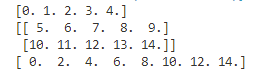 [0. 1. 2. 3. 4.]
[[ 5.  6.  7.  8.  9.]
 [10. 11. 12. 13. 14.]]
[ 0.  2.  4.  6.  8. 10. 12. 14.]